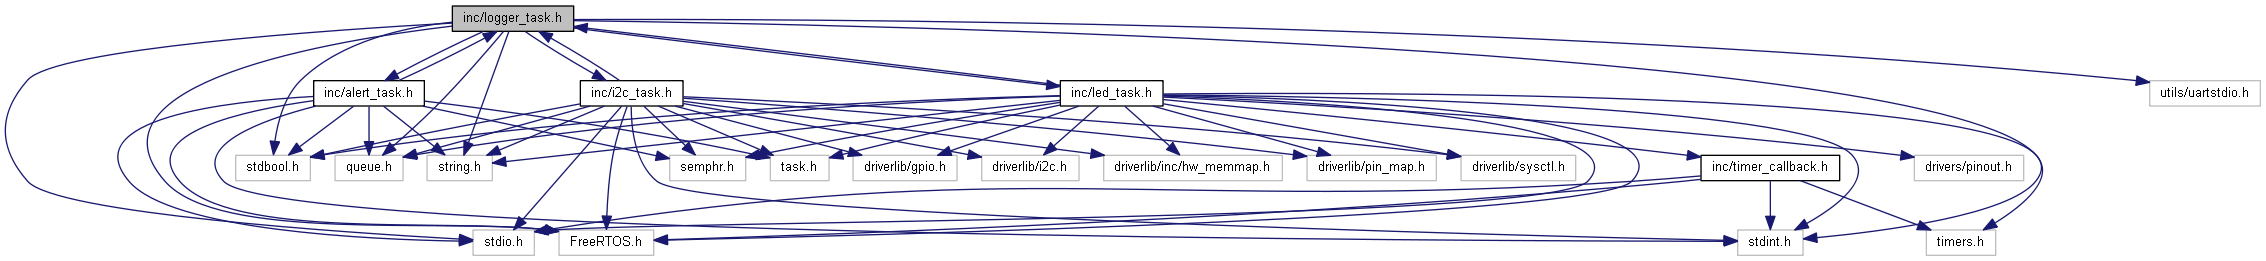 inc/logger_task.h
inc/alert_task.h
inc/i2c_task.h
inc/led_task.h
utils/uartstdio.h
stdbool.h
queue.h
string.h
semphr.h
task.h
driverlib/gpio.h
driverlib/i2c.h
driverlib/inc/hw_memmap.h
driverlib/pin_map.h
driverlib/sysctl.h
inc/timer_callback.h
drivers/pinout.h
stdio.h
FreeRTOS.h
stdint.h
timers.h